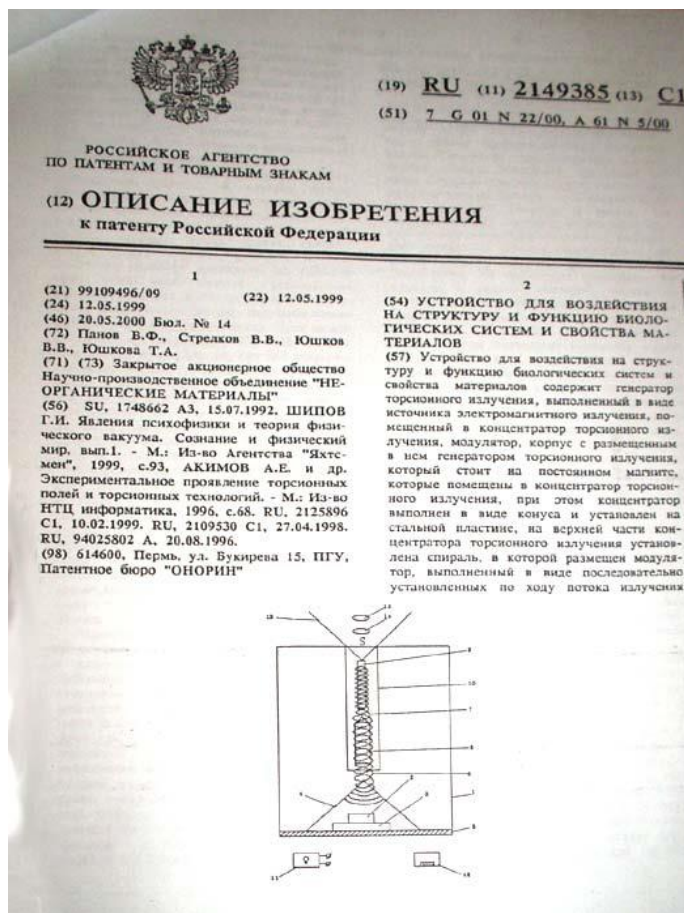 (19) RU (11) 2149385 (13) C1
(51) 7 G 01 N 22/00, A 61 N 5/00
РОССИЙСКОЕ АГЕНТСТВО
ПО ПАТЕНТАМ И ТОВАРНЫМ ЗНАКАМ
(12) ОПИСАНИЕ ИЗОБРЕТЕНИЯ
к патенту Российской Федерации
1
(21) 99109496/09 (22) 12.05.1999
(24) 12.05.1999
(46) 20.05.2000 Бюл. № 14
(72) Панов В.Ф., Стрелков В.В., Юшков
В.В., Юшкова Т.А.
(71) (73) Закрытое акционерное общество
Научно-производственное объединение "НЕ-
ОРГАНИЧЕСКИЕ МАТЕРИАЛЫ"
(56) SU, 1748662 A3, 15.07.1992. ШИПОВ
Г.И. Явления психофизики и теория физи-
ческого вакуума. Сознание и физический
мир, вып.1. - М.: Из-во Агентства "Яхтс-
мен", 1999, с.93, АКИМОВ А.Е. и др.
Экспериментальное проявление торсионных
полей и торсионных технологий. - М.: Из-во
НТЦ информатика, 1996, с.68. RU, 2125896
C1, 10.02.1999. RU, 2109530 C1, 27.04.1998.
RU, 94025802 A, 20.08.1996.
(98) 614600, Пермь, ул. Букирева 15, ПГУ,
Патентное бюро "ОНОРИН"
2
(54) УСТРОЙСТВО ДЛЯ ВОЗДЕЙСТВИЯ
НА СТРУКТУРУ И ФУНКЦИЮ БИОЛО-
ГИЧЕСКИХ СИСТЕМ И СВОЙСТВА МА-
ТЕРИАЛОВ
(57) Устройство для воздействия на струк-
туру и функцию биологических систем и
свойства материалов содержит генератор
торсионного излучения, выполненный в виде
источника электромагнитного излучения, по-
мещенный в концентратор торсионного из-
лучения, модулятор, корпус с размещенным
в нем генератором торсионного излучения,
который стоит на постоянном магните,
которые помещены в концентратор торсион-
ного излучения, при этом концентратор
выполнен в виде конуса и установлен на
стальной пластине, на верхней части кон-
центратора торсионного излучения установ-
лена спираль, в которой размещен модуля-
тор, выполненный в виде последовательно
установленных по ходу потока излучения
S